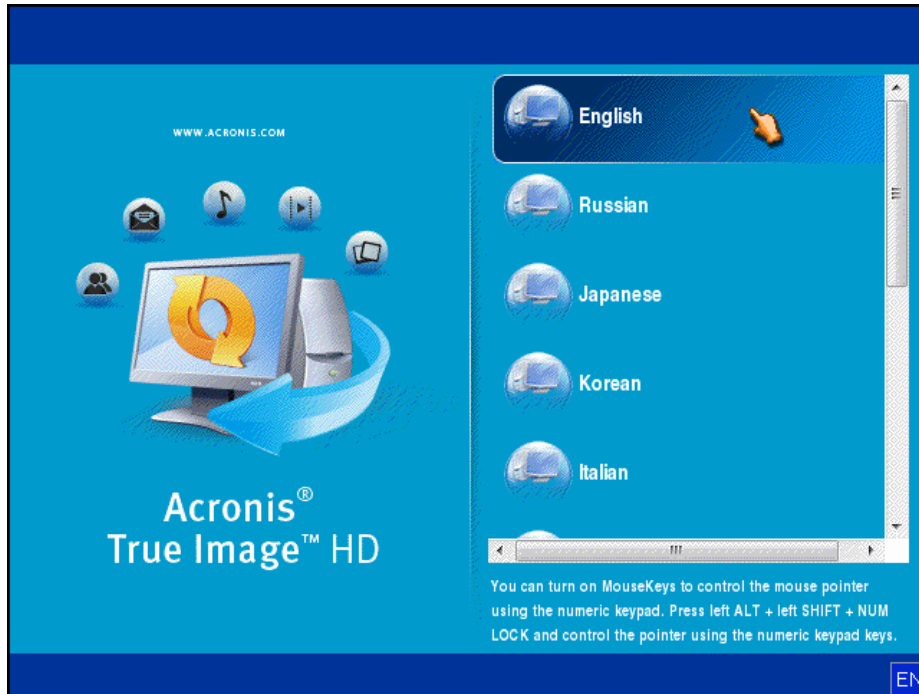 WWW.ACRONIS.COM
Acronis®
True Image™ HD
English
Russian
Japanese
Korean
Italian
You can turn on MouseKeys to control the mouse pointer
using the numeric keypad. Press left ALT + left SHIFT + NUM
LOCK and control the pointer using the numeric keypad keys.
EN